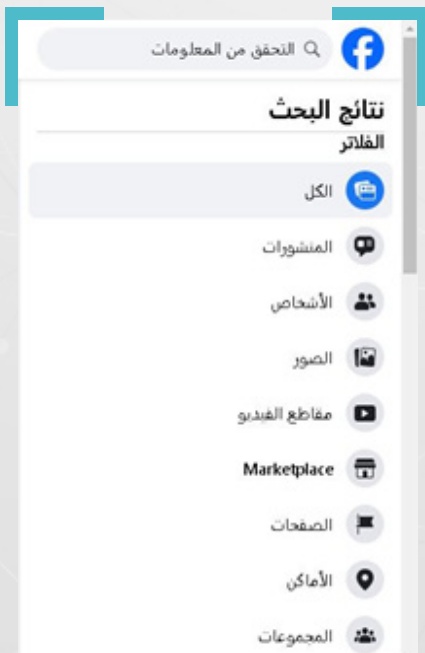 التحقق من المعلومات
نتائج البحث
الفلاتر
الكل
المنشورات
الأشخاص
الصور
مقاطع الفيديو
Marketplace
الصفحات
الأماكن
المجموعات